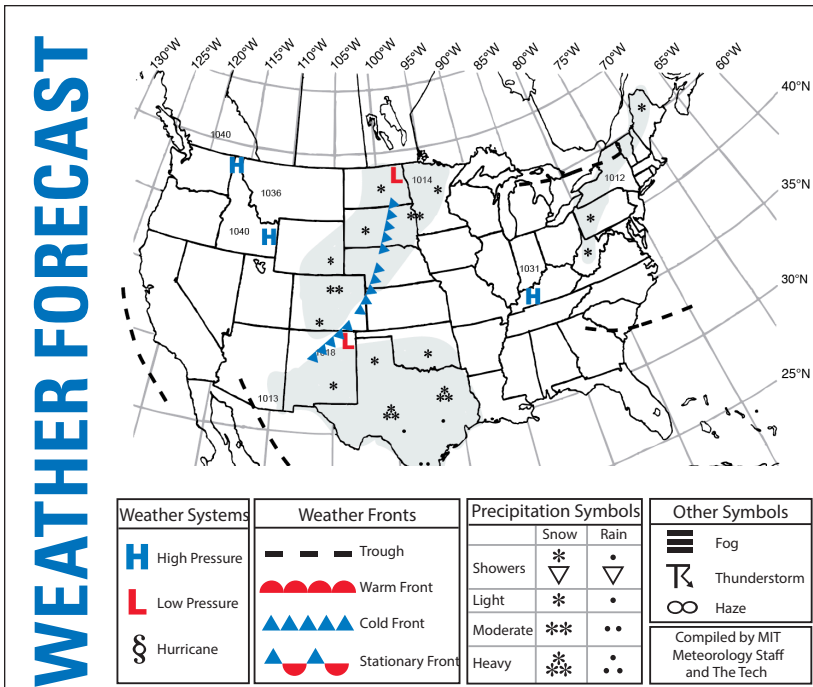 WEATHER FORECAST
130°W
125°W
120°W
115°W
110°W
105°W
100°W
95°W
90°W
85°W
80°W
75°W
70°W
65°W
60°W
40°N
35°N
30°N
25°N
1040
H
1036
1040
H
L
1014
1012
1031
H
L
1018
1013
Weather Systems
H High Pressure
L Low Pressure
§ Hurricane
Weather Fronts
Trough
Warm Front
Cold Front
Stationary Front
Precipitation Symbols
Snow Rain
Showers
Light
Moderate
Heavy
Other Symbols
Fog
Thunderstorm
Haze
Compiled by MIT
Meteorology Staff
and The Tech